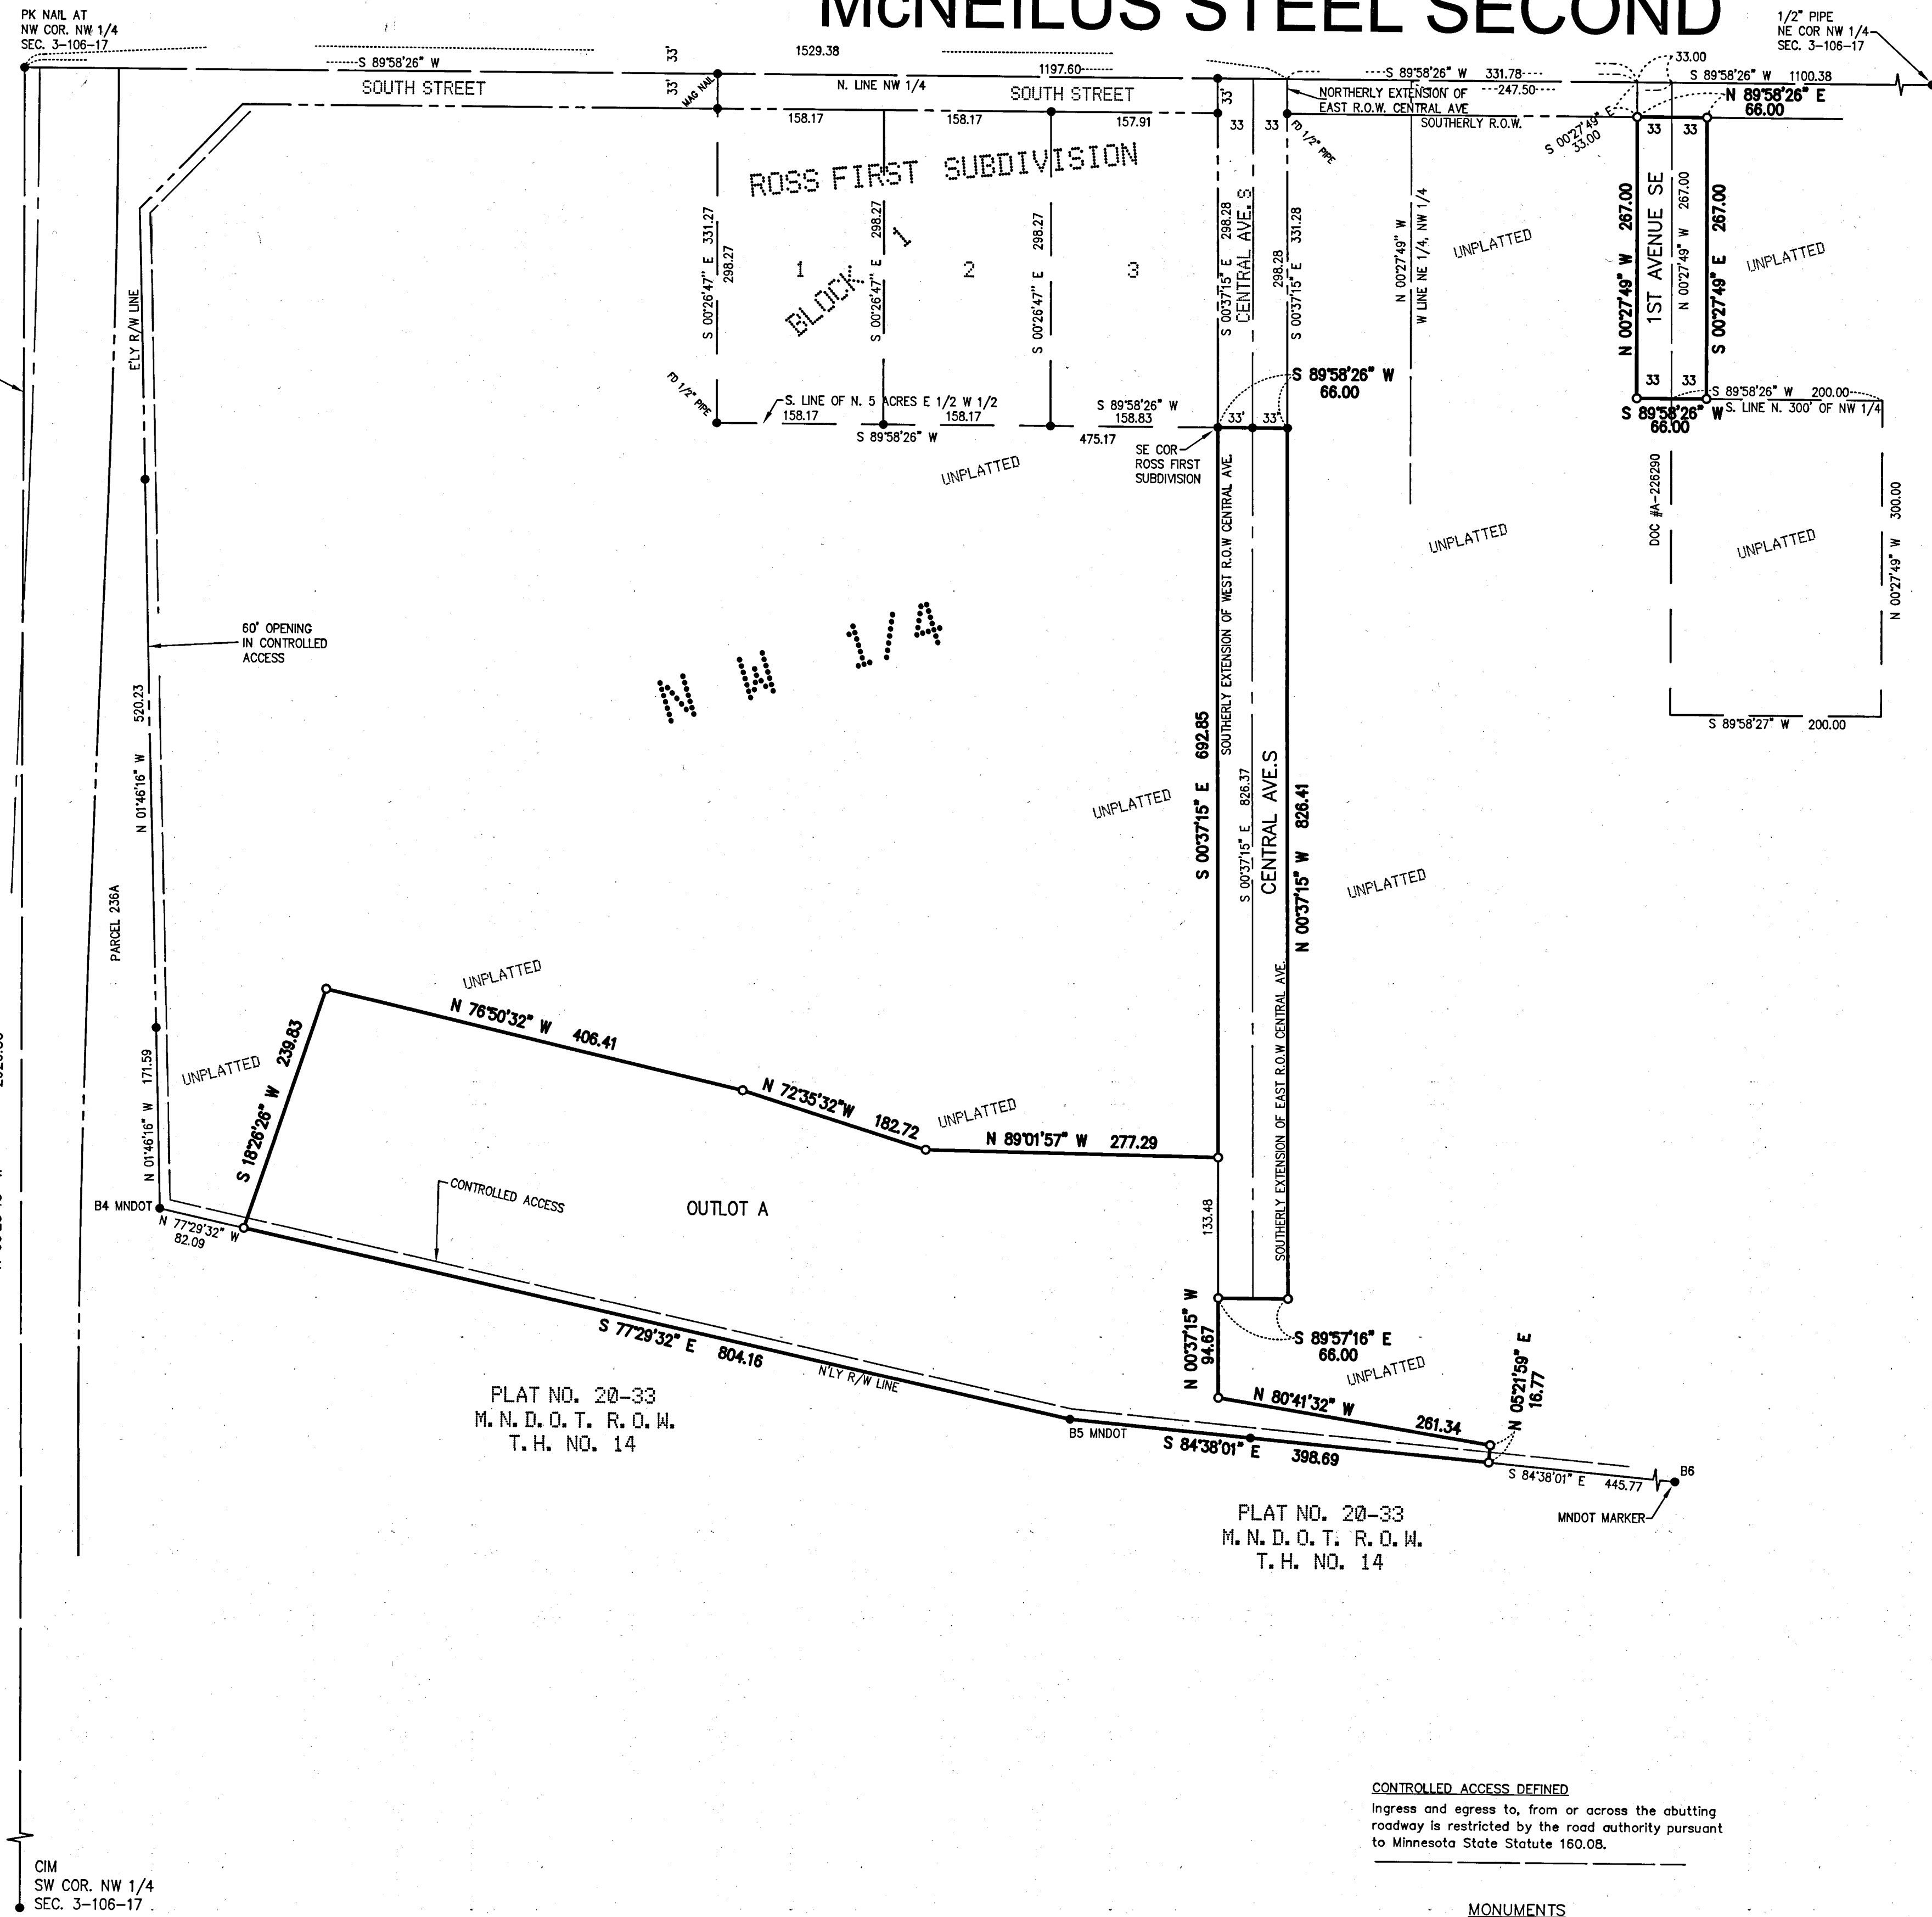 McNEILUS STEEL SECOND
PK NAIL AT
NW COR. NW 1/4
SEC. 3-106-17
1/2" PIPE
NE COR NW 1/4
SEC. 3-106-17
S 89°58'26" W
1529.38
33'
33'
MAG NAIL
SOUTH STREET
1197.60
N. LINE NW 1/4
SOUTH STREET
S 89°58'26" W 331.78
247.50
33.00
S 89°58'26" W 1100.38
NORTHERLY EXTENSION OF
EAST R.O.W. CENTRAL AVE
SOUTHERLY R.O.W.
N 89°58'26" E
66.00
S 00°27'49" E
33.00
158.17
158.17
157.91
33'
33
33
FD 1/2" PIPE
33
33
ROSS FIRST SUBDIVISION
BLOCK 1
1
2
3
S 00°26'47" E 331.27
298.27
S 00°26'47" E 298.27
S 00°26'47" E 298.27
S 00°37'15" E 298.28
CENTRAL AVE. S
298.28
S 00°37'15" E 331.28
N 00°27'49" W
W LINE NE 1/4, NW 1/4
UNPLATTED
N 00°27'49" W 267.00
1ST AVENUE SE
N 00°27'49" W 267.00
S 00°27'49" E 267.00
UNPLATTED
E'LY R/W LINE
FD 1/2" PIPE
S. LINE OF N. 5 ACRES E 1/2 W 1/2
158.17
158.17
S 89°58'26" W
158.83
S 89°58'26" W
475.17
33'
33'
S 89°58'26" W
66.00
33
33
S 89°58'26" W 200.00
S. LINE N. 300' OF NW 1/4
S 89°58'26" W
66.00
SE COR
ROSS FIRST
SUBDIVISION
UNPLATTED
UNPLATTED
DOC #A-226290
UNPLATTED
N 00°27'49" W 300.00
S 89°58'27" W 200.00
60' OPENING
IN CONTROLLED
ACCESS
N W 1/4
N 01°46'16" W 520.23
PARCEL 236A
S 00°37'15" E 692.85
SOUTHERLY EXTENSION OF WEST R.O.W CENTRAL AVE.
S 00°37'15" E 826.37
CENTRAL AVE.S
N 00°37'15" W 826.41
SOUTHERLY EXTENSION OF EAST R.O.W CENTRAL AVE.
UNPLATTED
UNPLATTED
UNPLATTED
N 76°50'32" W 406.41
N 72°35'32"W 182.72
UNPLATTED
N 89°01'57" W 277.29
UNPLATTED
S 18°26'26" W 239.83
N 01°46'16" W 171.59
B4 MNDOT
N 77°29'32" W
82.09
CONTROLLED ACCESS
OUTLOT A
133.48
S 77°29'32" E 804.16
N'LY R/W LINE
N 00°37'15" W
94.67
S 89°57'16" E
66.00
UNPLATTED
N 80°41'32" W 261.34
N 05°21'59" E
16.77
B5 MNDOT
S 84°38'01" E 398.69
S 84°38'01" E 445.77
B6
MNDOT MARKER
PLAT NO. 20-33
M.N.D.O.T. R.O.W.
T.H. NO. 14
PLAT NO. 20-33
M.N.D.O.T. R.O.W.
T.H. NO. 14
CONTROLLED ACCESS DEFINED
Ingress and egress to, from or across the abutting
roadway is restricted by the road authority pursuant
to Minnesota State Statute 160.08.
CIM
SW COR. NW 1/4
SEC. 3-106-17
MONUMENTS